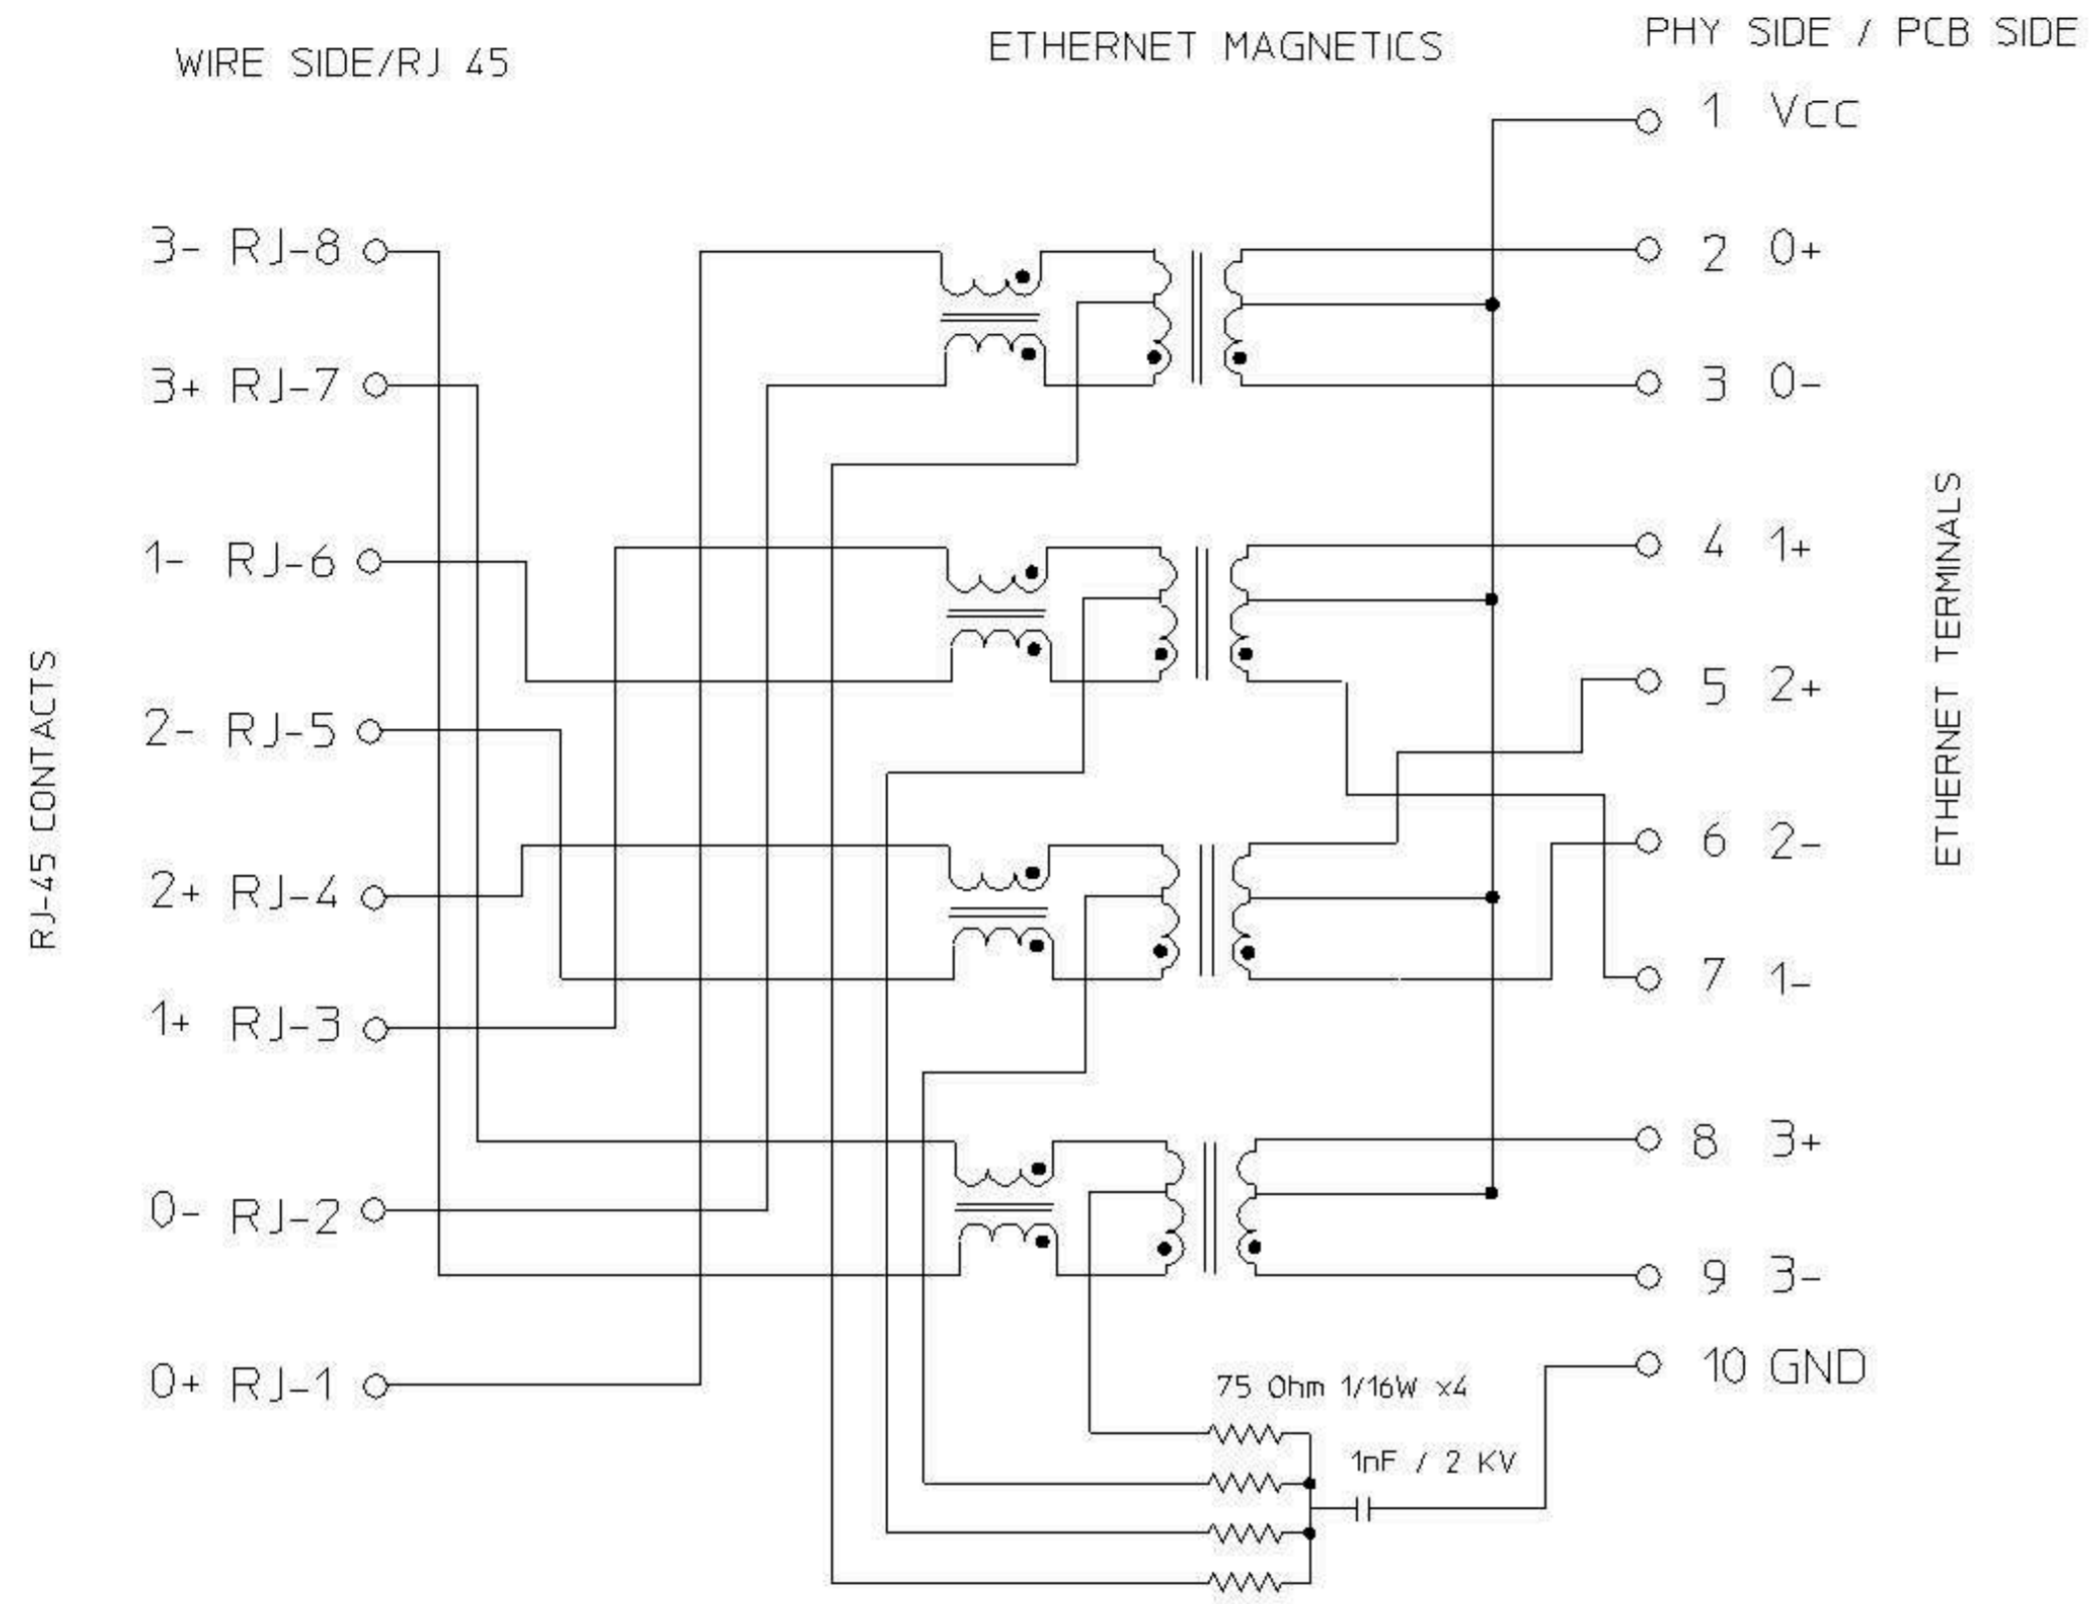 WIRE SIDE/RJ 45
ETHERNET MAGNETICS
PHY SIDE / PCB SIDE
1 Vcc
3- RJ-8
2 0+
3+ RJ-7
3 0-
1- RJ-6
4 1+
2- RJ-5
5 2+
2+ RJ-4
6 2-
1+ RJ-3
7 1-
0- RJ-2
8 3+
9 3-
0+ RJ-1
10 GND
RJ-45 CONTACTS
ETHERNET TERMINALS
75 Ohm 1/16W x4
1nF / 2 KV